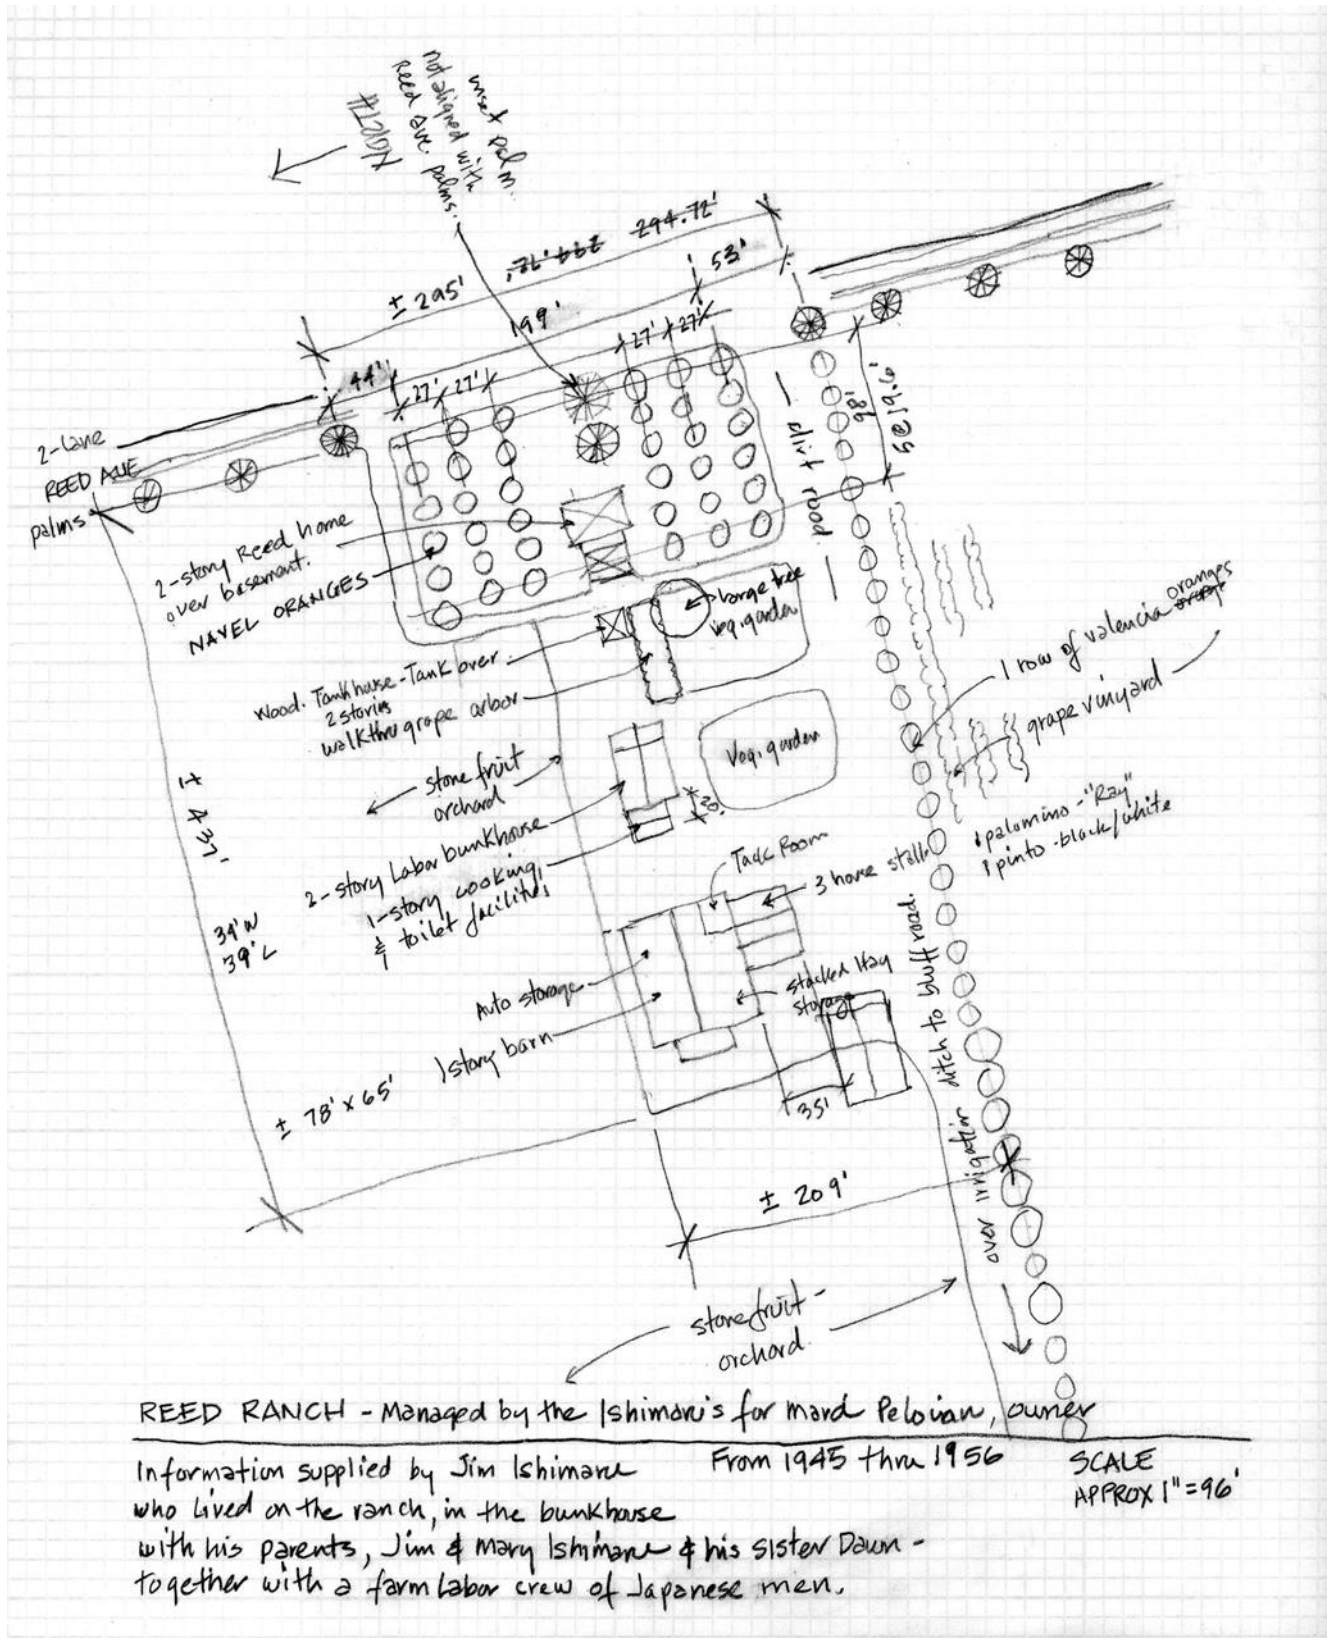 inset palm.
not aligned with
Reed ave. palms.
NORTH
294.72'
294.72'
± 295'
53'
199'
27' 27'
44'
27' 27'
2-lane
REED AVE
palms
98'
dirt road
2-story Reed home
over basement.
NAVEL ORANGES
Large tree
veg. garden
1 row of valencia oranges
grape vinyard
Wood. Tankhouse-Tank over
2 stories
walk thru grape arbor
Veg. garden
stone fruit
orchard
± 437'
20'
2-story Labor bunkhouse
1-story cooking,
& toilet facilities
1 palomino - "Ray"
1 pinto - black/white
Tack Room
3 horse stalls
34' W
39' L
Auto storage
stacked Hay
storage
1 story barn
± 78' x 65'
35'
over irrigation ditch to bluff road.
± 209'
stone fruit -
orchard.
REED RANCH - Managed by the Ishimaru's for Mard Pelovian, owner
From 1945 thru 1956
SCALE
APPROX 1" = 96'
Information supplied by Jim Ishimaru
who lived on the ranch, in the bunkhouse
with his parents, Jim & Mary Ishimaru & his sister Dawn -
together with a farm labor crew of Japanese men.